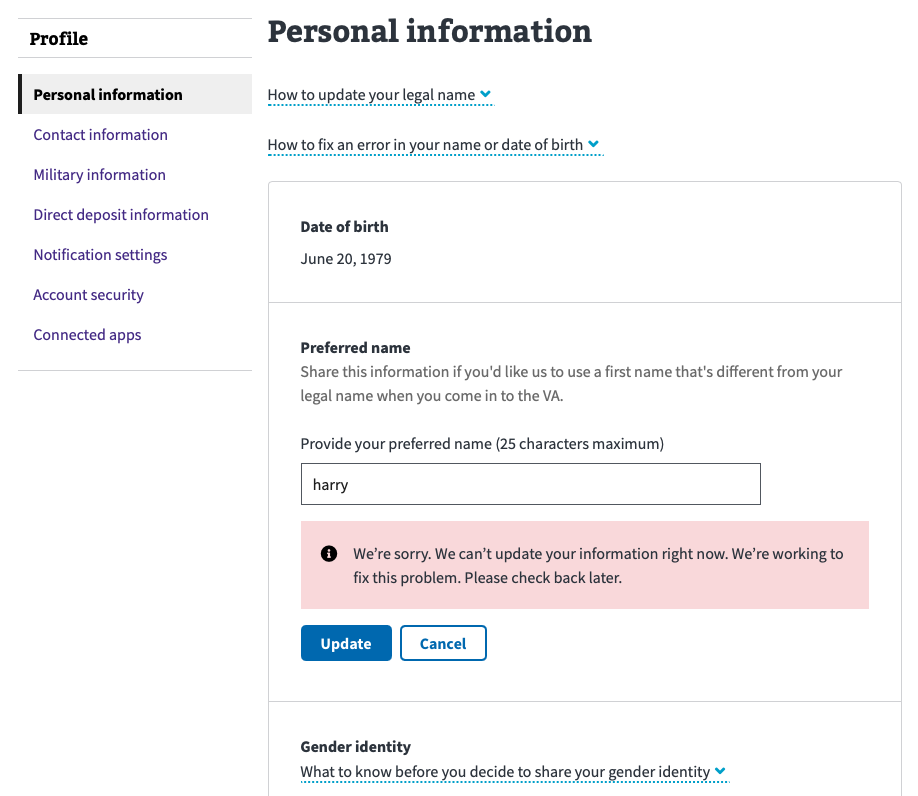 Profile
Personal information
Contact information
Military information
Direct deposit information
Notification settings
Account security
Connected apps
Personal information
How to update your legal name
How to fix an error in your name or date of birth
Date of birth
June 20, 1979
Preferred name
Share this information if you'd like us to use a first name that's different from your
legal name when you come in to the VA.
Provide your preferred name (25 characters maximum)
harry
We’re sorry. We can’t update your information right now. We’re working to
fix this problem. Please check back later.
Update Cancel
Gender identity
What to know before you decide to share your gender identity